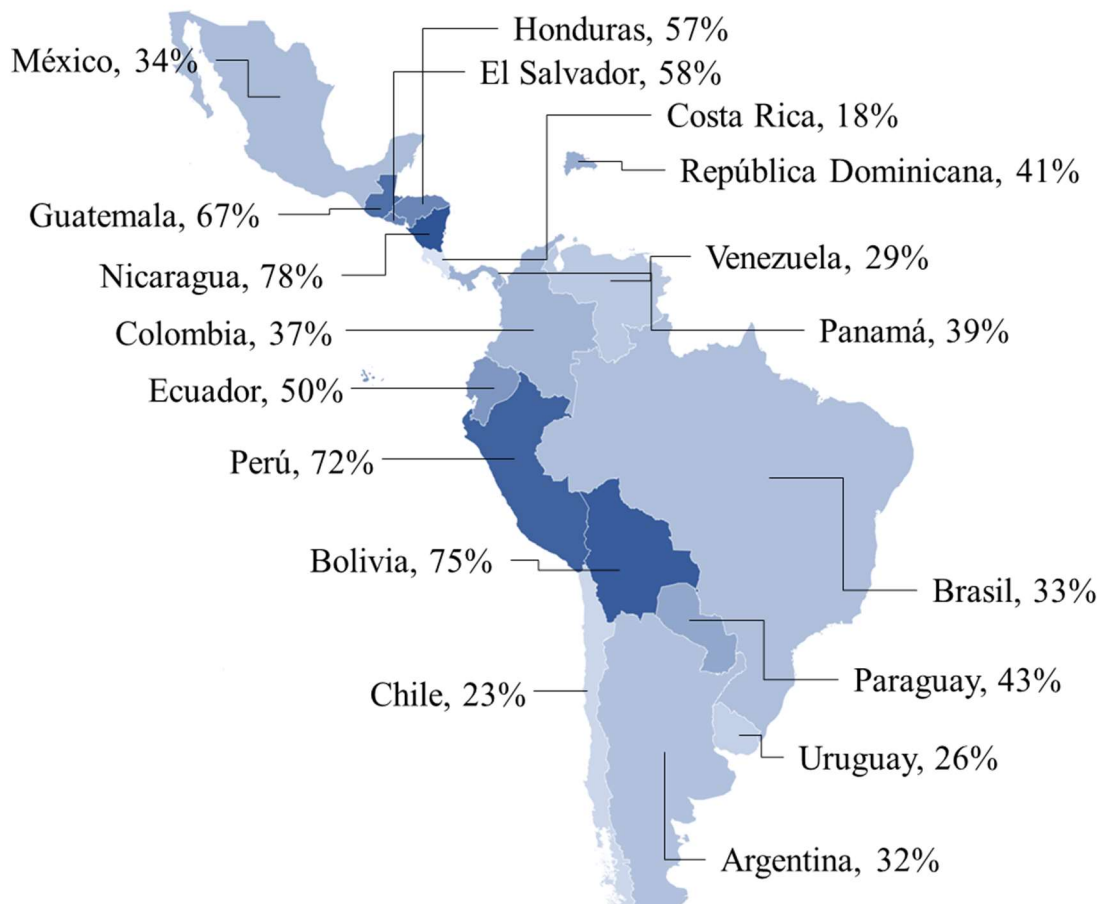 Honduras, 57%
México, 34%
El Salvador, 58%
Costa Rica, 18%
República Dominicana, 41%
Guatemala, 67%
Venezuela, 29%
Nicaragua, 78%
Colombia, 37%
Panamá, 39%
Ecuador, 50%
Perú, 72%
Bolivia, 75%
Brasil, 33%
Paraguay, 43%
Chile, 23%
Uruguay, 26%
Argentina, 32%